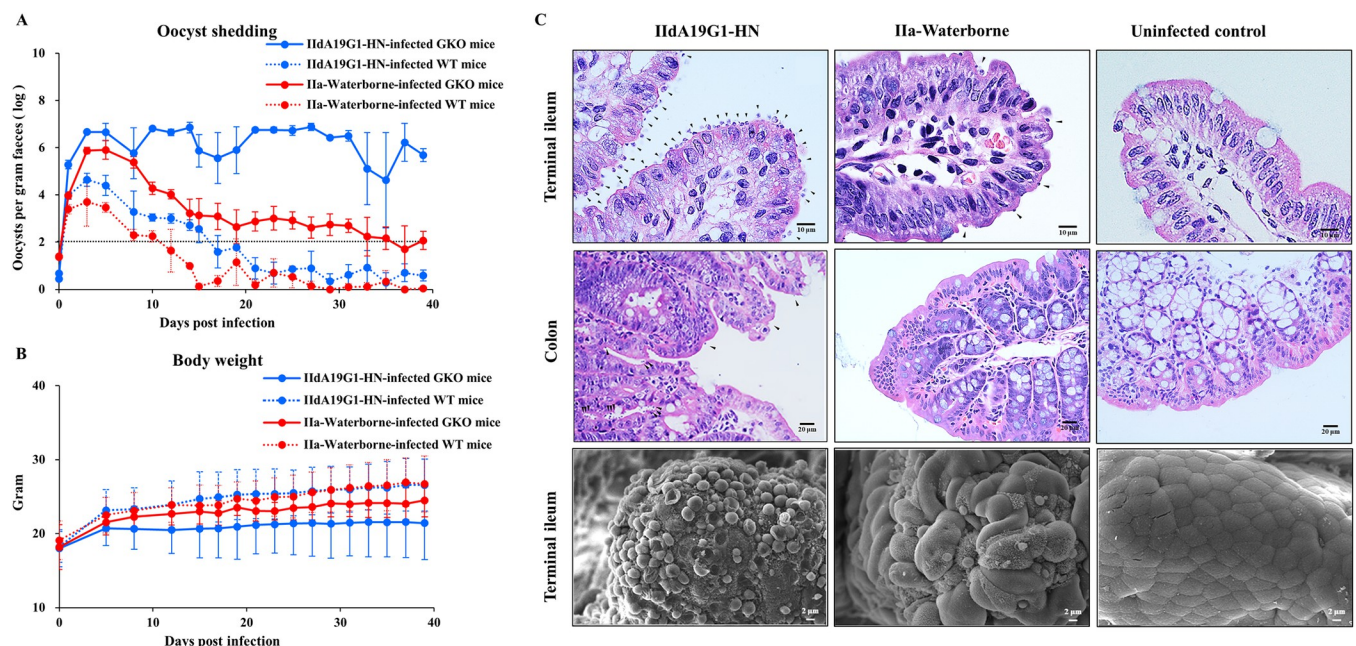 A
Oocyst shedding
IIdA19G1-HN-infected GKO mice
IIdA19G1-HN-infected WT mice
IIa-Waterborne-infected GKO mice
IIa-Waterborne-infected WT mice
Oocysts per gram faeces ( log )
10
8
6
4
2
0
0
10
20
30
40
Days post infection
B
Body weight
IIdA19G1-HN-infected GKO mice
IIdA19G1-HN-infected WT mice
IIa-Waterborne-infected GKO mice
IIa-Waterborne-infected WT mice
Gram
40
30
20
10
0
10
20
30
40
Days post infection
C
IIdA19G1-HN
IIa-Waterborne
Uninfected control
Terminal ileum
10 μm
10 μm
10 μm
Colon
20 μm
20 μm
20 μm
Terminal ileum
2 μm
2 μm
2 μm